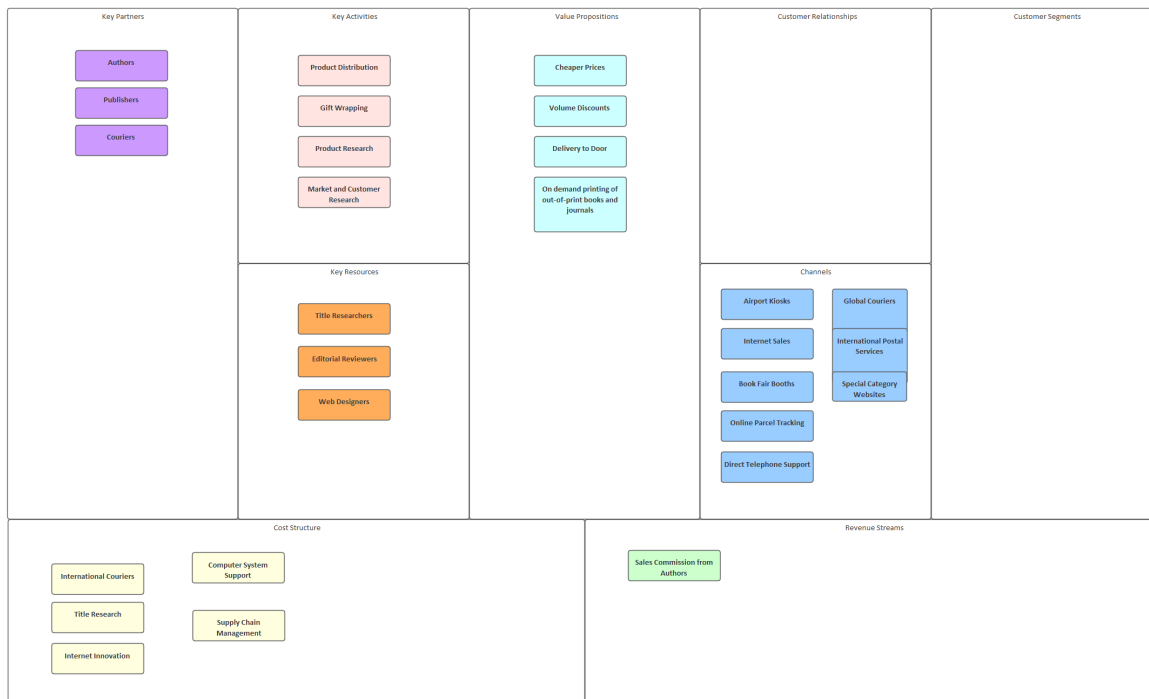 Key Partners
Authors
Publishers
Couriers
Key Activities
Product Distribution
Gift Wrapping
Product Research
Market and Customer
Research
Key Resources
Title Researchers
Editorial Reviewers
Web Designers
Value Propositions
Cheaper Prices
Volume Discounts
Delivery to Door
On demand printing of
out-of-print books and
journals
Customer Relationships
Channels
Airport Kiosks
Internet Sales
Book Fair Booths
Online Parcel Tracking
Direct Telephone Support
Global Couriers
International Postal
Services
Special Category
Websites
Customer Segments
Cost Structure
International Couriers
Title Research
Internet Innovation
Computer System
Support
Supply Chain
Management
Revenue Streams
Sales Commission from
Authors